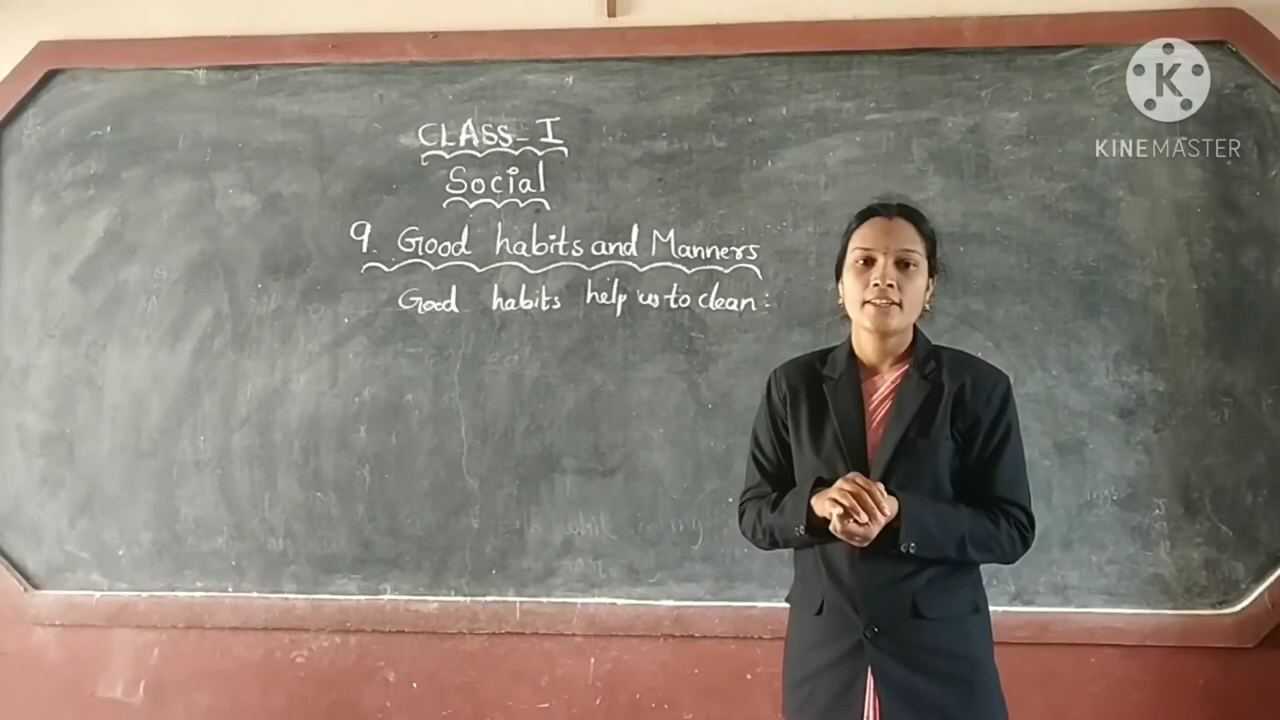 CLASS - I
Social
9. Good habits and Manners
Good habits help us to clean :
K
KINEMASTER